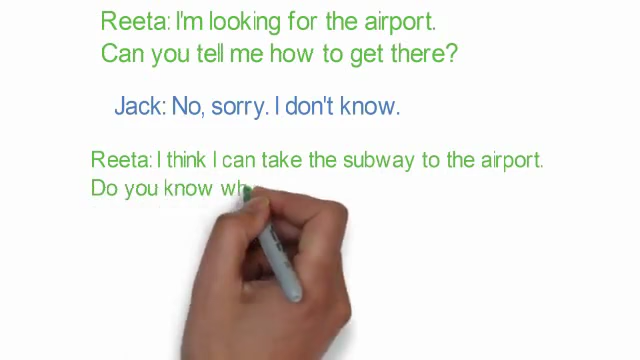 Reeta: I'm looking for the airport.
Can you tell me how to get there?
Jack: No, sorry. I don't know.
Reeta: I think I can take the subway to the airport.
Do you know wh